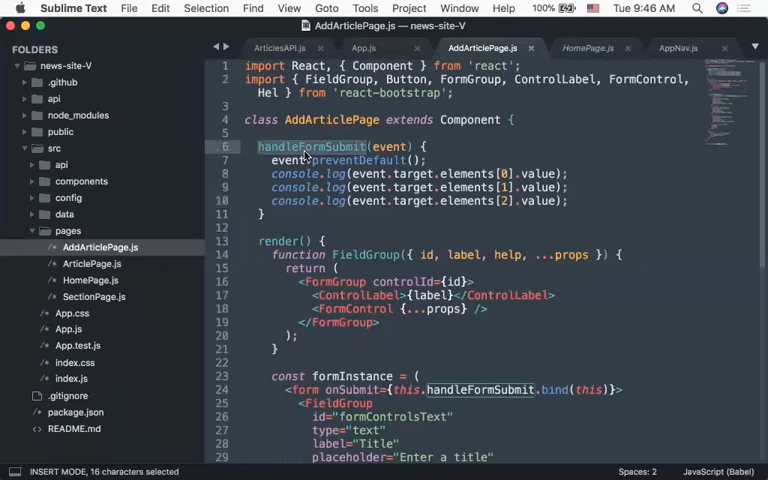 Sublime Text File Edit Selection Find View Goto Tools Project Window Help 100% Tue 9:46 AM
AddArticlePage.js — news-site-V
FOLDERS
news-site-V
.github
api
node_modules
public
src
api
components
config
data
pages
AddArticlePage.js
ArticlePage.js
HomePage.js
SectionPage.js
App.css
App.js
App.test.js
index.css
index.js
.gitignore
package.json
README.md
ArticlesAPI.js × App.js × AddArticlePage.js × HomePage.js × AppNav.js
1 import React, { Component } from 'react';
2 import { FieldGroup, Button, FormGroup, ControlLabel, FormControl,
Hel } from 'react-bootstrap';
3
4 class AddArticlePage extends Component {
5
6 handleFormSubmit(event) {
7 event.preventDefault();
8 console.log(event.target.elements[0].value);
9 console.log(event.target.elements[1].value);
10 console.log(event.target.elements[2].value);
11 }
12
13 render() {
14 function FieldGroup({ id, label, help, ...props }) {
15 return (
16 <FormGroup controlId={id}>
17 <ControlLabel>{label}</ControlLabel>
18 <FormControl {...props} />
19 </FormGroup>
20 );
21 }
22
23 const formInstance = (
24 <form onSubmit={this.handleFormSubmit.bind(this)}>
25 <FieldGroup
26 id="formControlsText"
27 type="text"
28 label="Title"
29 placeholder="Enter a title"
INSERT MODE, 16 characters selected Spaces: 2 JavaScript (Babel)